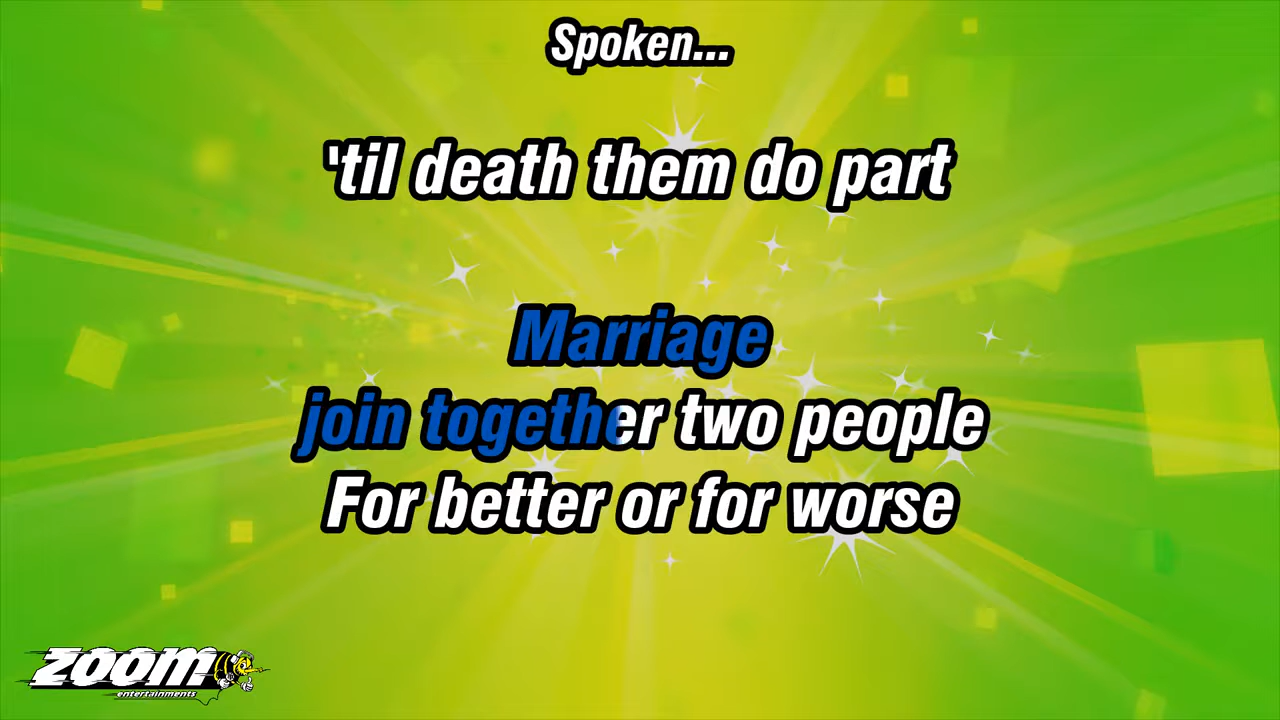 Spoken...
'til death them do part
Marriage
join together two people
For better or for worse
zoom
entertainments